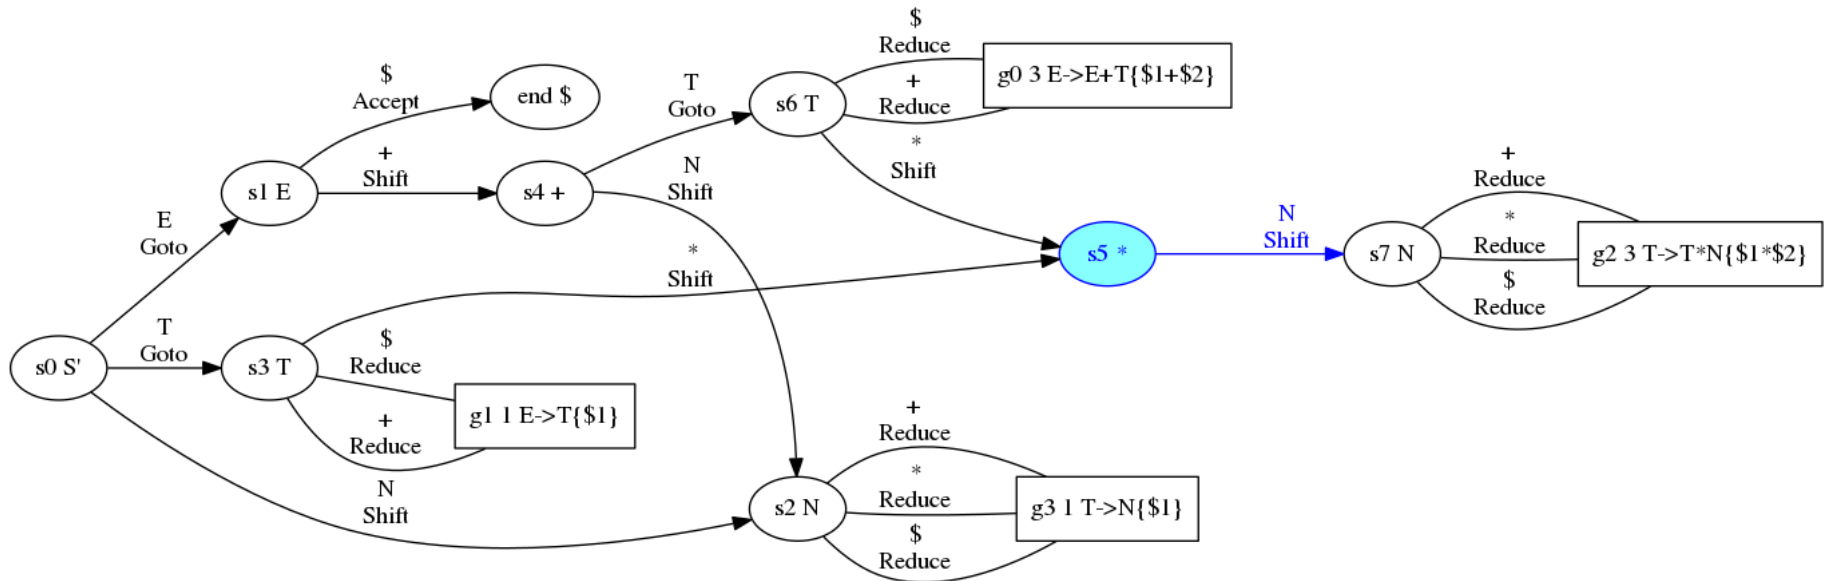 $
Reduce
g0 3 E->E+T{$1+$2}
$
Accept
end $
T
Goto
s6 T
+
Reduce
*
Shift
+
Shift
s1 E
s4 +
N
Shift
+
Reduce
E
Goto
s5 *
N
Shift
s7 N
*
Reduce
g2 3 T->T*N{$1*$2}
*
Shift
$
Reduce
s0 S'
T
Goto
s3 T
$
Reduce
g1 1 E->T{$1}
+
Reduce
+
Reduce
N
Shift
s2 N
*
Reduce
g3 1 T->N{$1}
$
Reduce